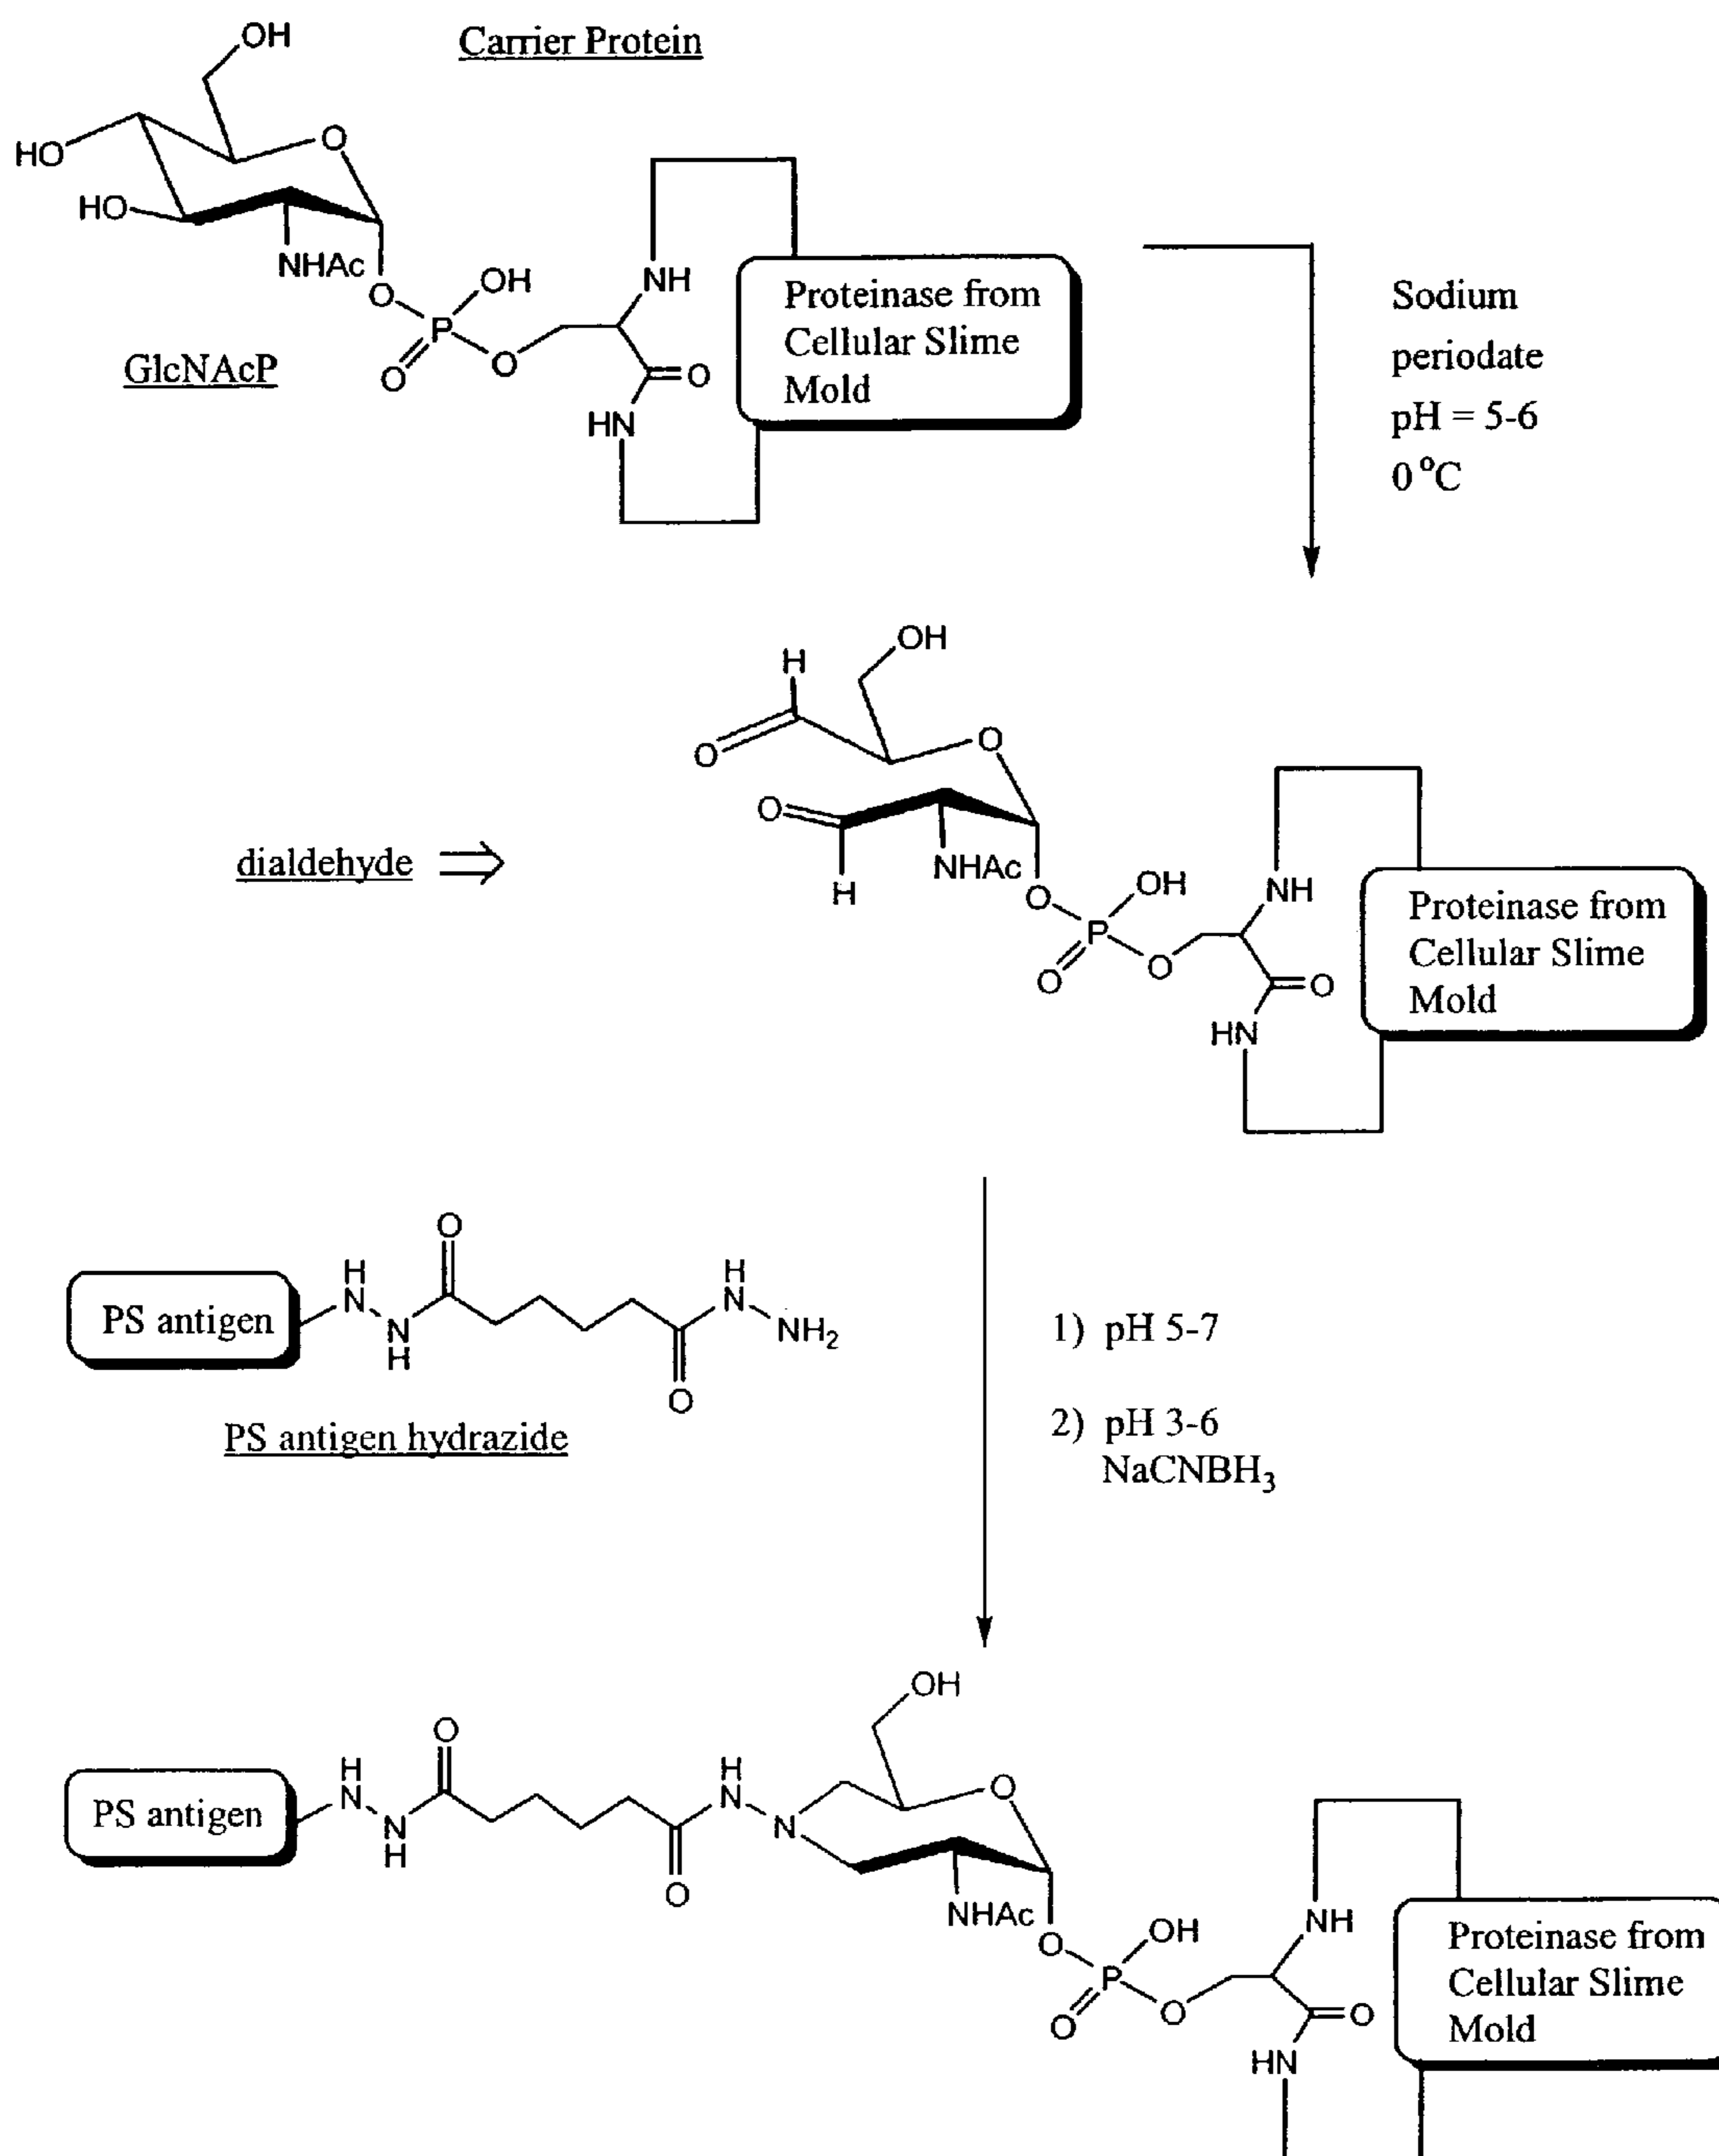 Carrier Protein
OH
HO
O
HO
NHAc
O
OH
P
O
O
NH
O
HN
GlcNAcP
Proteinase from
Cellular Slime
Mold
Sodium
periodate
pH = 5-6
0 °C
H
OH
O
O
O
H
NHAc
O
OH
P
O
O
NH
O
HN
dialdehyde
Proteinase from
Cellular Slime
Mold
PS antigen
H
N
N
H
O
O
H
N
NH2
PS antigen hydrazide
1) pH 5-7
2) pH 3-6
NaCNBH3
PS antigen
H
N
N
H
O
O
H
N
N
OH
O
NHAc
O
OH
P
O
O
NH
O
HN
Proteinase from
Cellular Slime
Mold